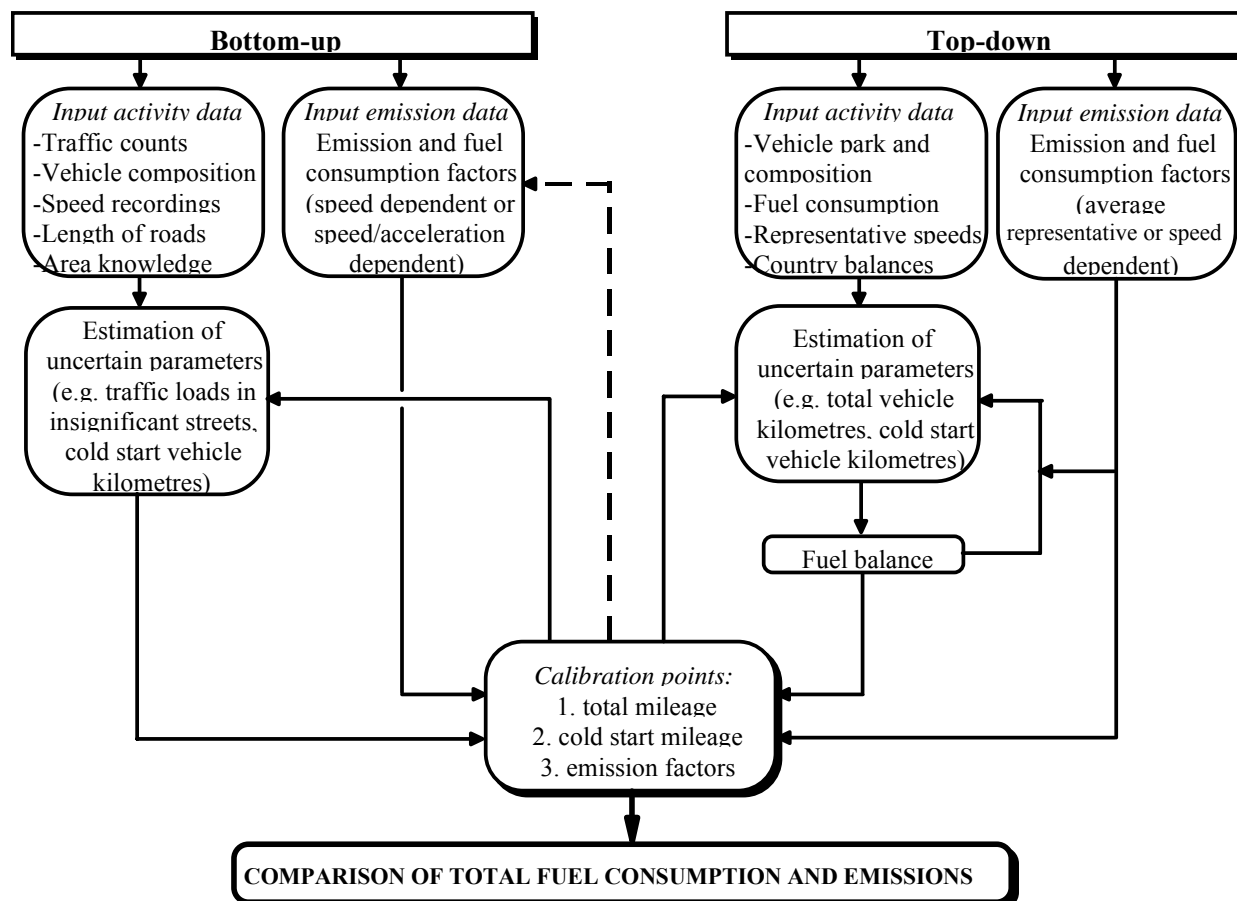 Bottom-up
Top-down
Input activity data
-Traffic counts
-Vehicle composition
-Speed recordings
-Length of roads
-Area knowledge
Input emission data
Emission and fuel
consumption factors
(speed dependent or
speed/acceleration
dependent)
Input activity data
-Vehicle park and
composition
-Fuel consumption
-Representative speeds
-Country balances
Input emission data
Emission and fuel
consumption factors
(average
representative or speed
dependent)
Estimation of
uncertain parameters
(e.g. traffic loads in
insignificant streets,
cold start vehicle
kilometres)
Estimation of
uncertain parameters
(e.g. total vehicle
kilometres, cold start
vehicle kilometres)
Fuel balance
Calibration points:
1. total mileage
2. cold start mileage
3. emission factors
COMPARISON OF TOTAL FUEL CONSUMPTION AND EMISSIONS